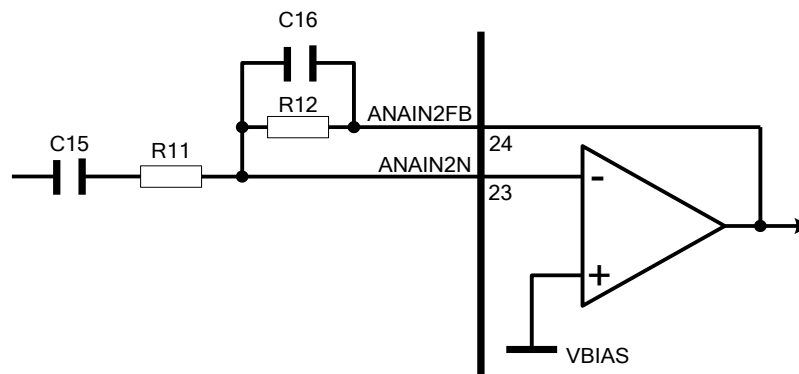 C16
R12
ANAIN2FB
C15
R11
24
ANAIN2N
23
-
+
VBIAS